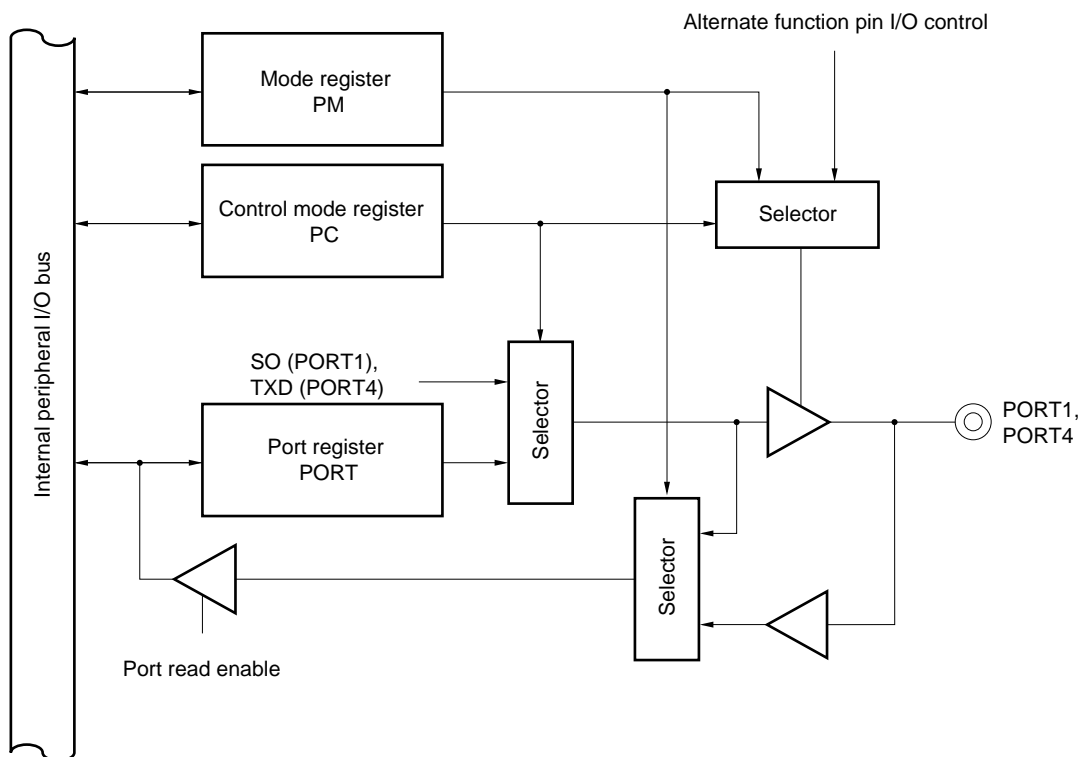 Alternate function pin I/O control
Mode register
PM
Control mode register
PC
Selector
Internal peripheral I/O bus
SO (PORT1),
TXD (PORT4)
Selector
Port register
PORT
PORT1,
PORT4
Selector
Port read enable